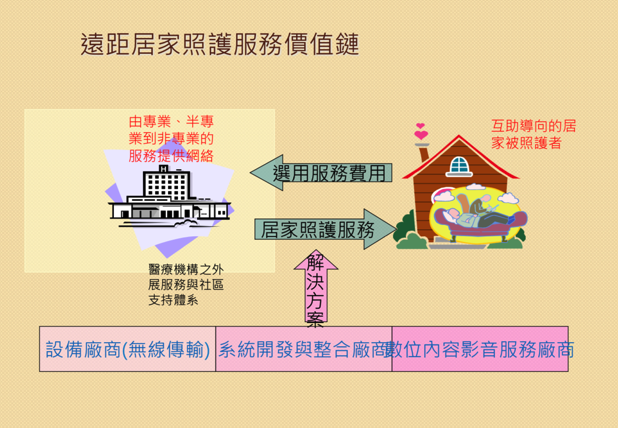 遠距居家照護服務價值鏈
由專業、半專
業到非專業的
服務提供網絡
互助導向的居
家被照護者
選用服務費用
居家照護服務
醫療機構之外
展服務與社區
支持體系
解決方案
設備廠商(無線傳輸)
系統開發與整合廠商
數位內容影音服務廠商